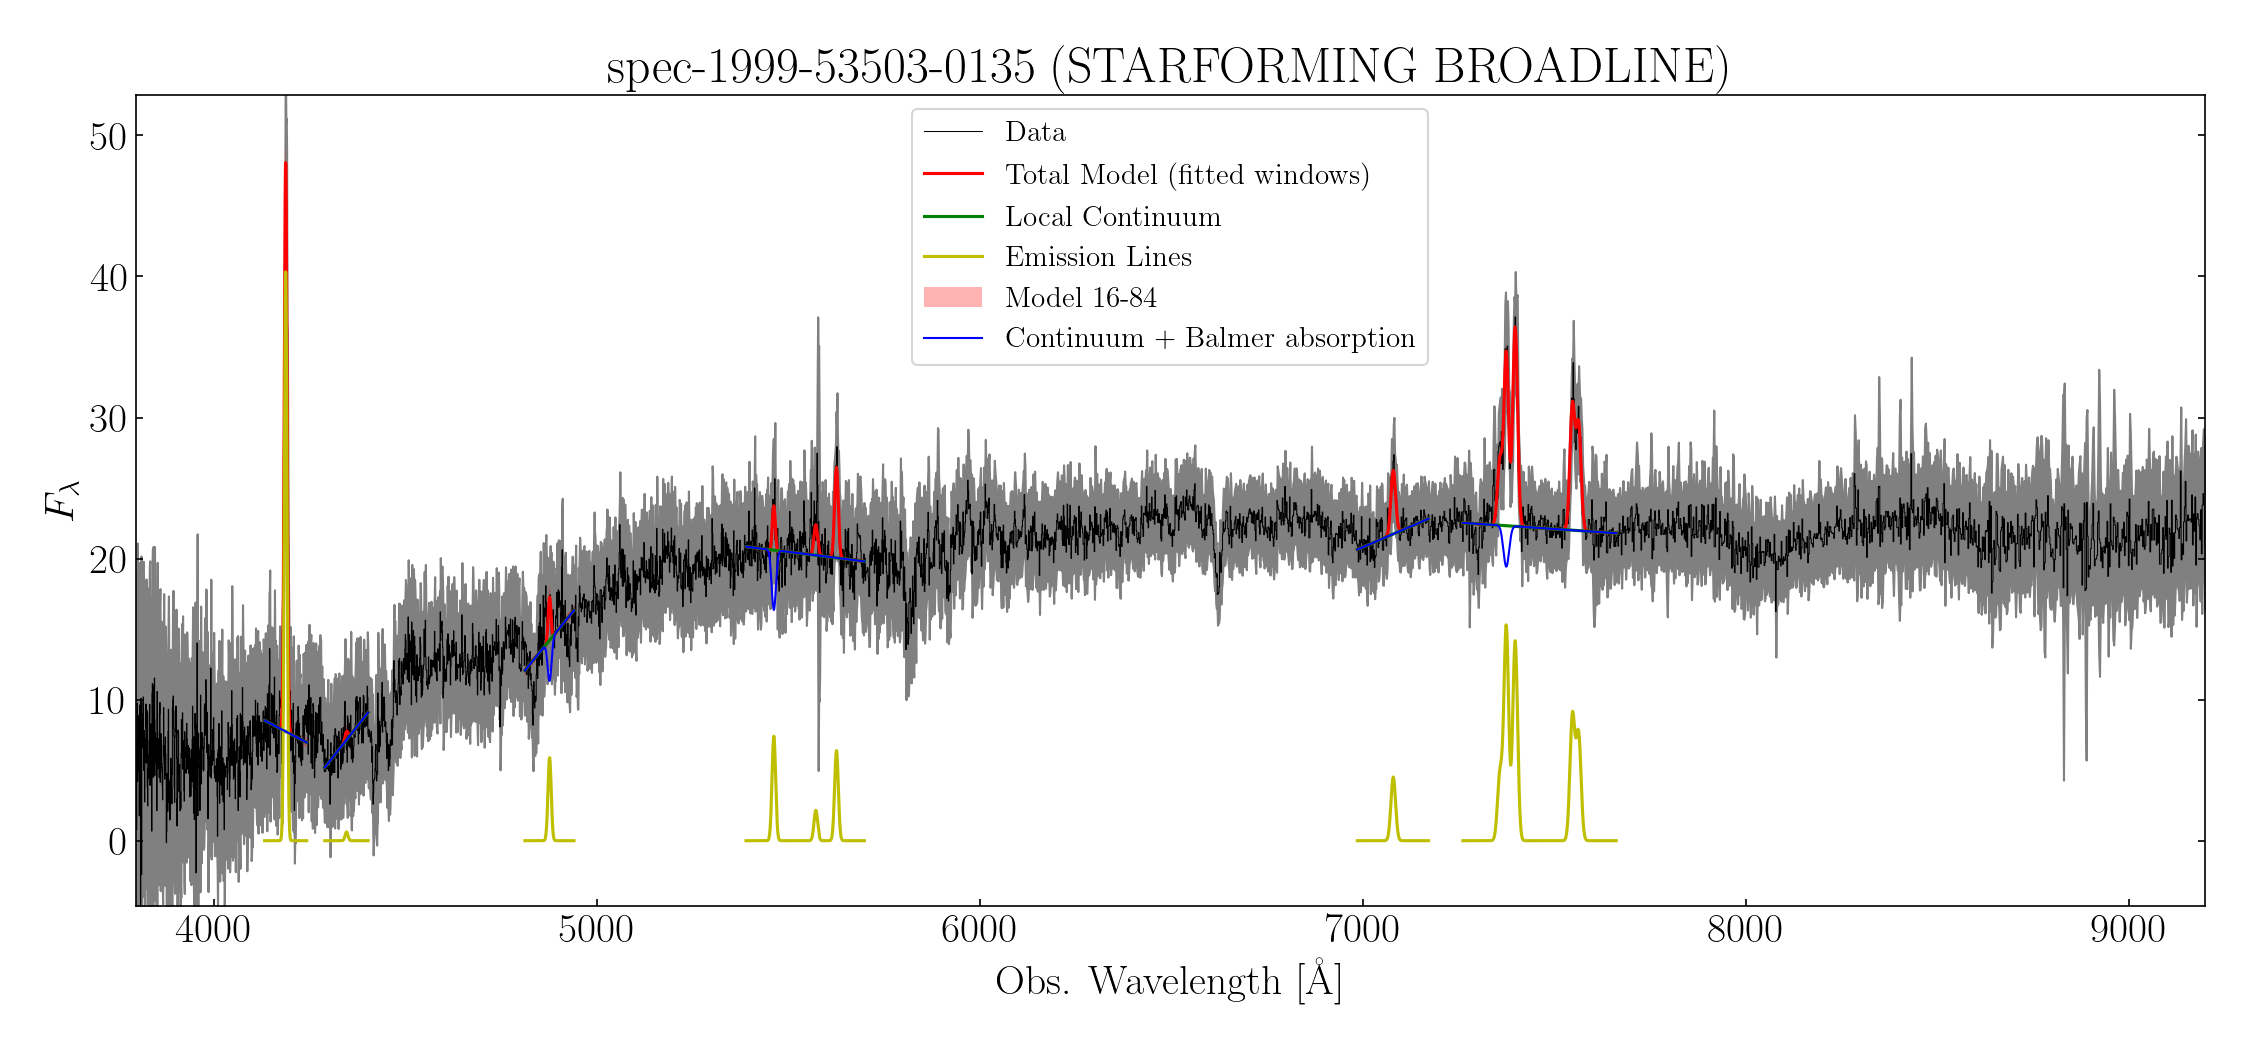 spec-1999-53503-0135 (STARFORMING BROADLINE)
Data
Total Model (fitted windows)
Local Continuum
Emission Lines
Model 16-84
Continuum + Balmer absorption
50
40
30
20
10
0
Fλ
4000 5000 6000 7000 8000 9000
Obs. Wavelength [Å]